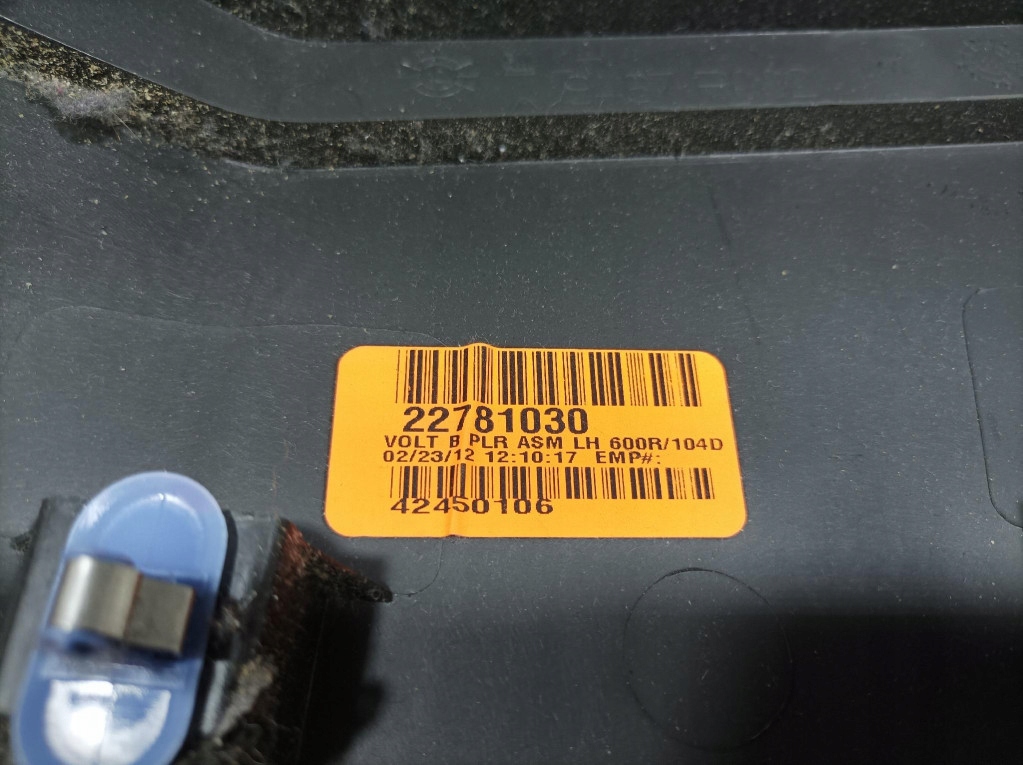 22781030
VOLT B PLR ASM LH 600R/104D
02/23/12 12:10:17 EMP#:
42450106